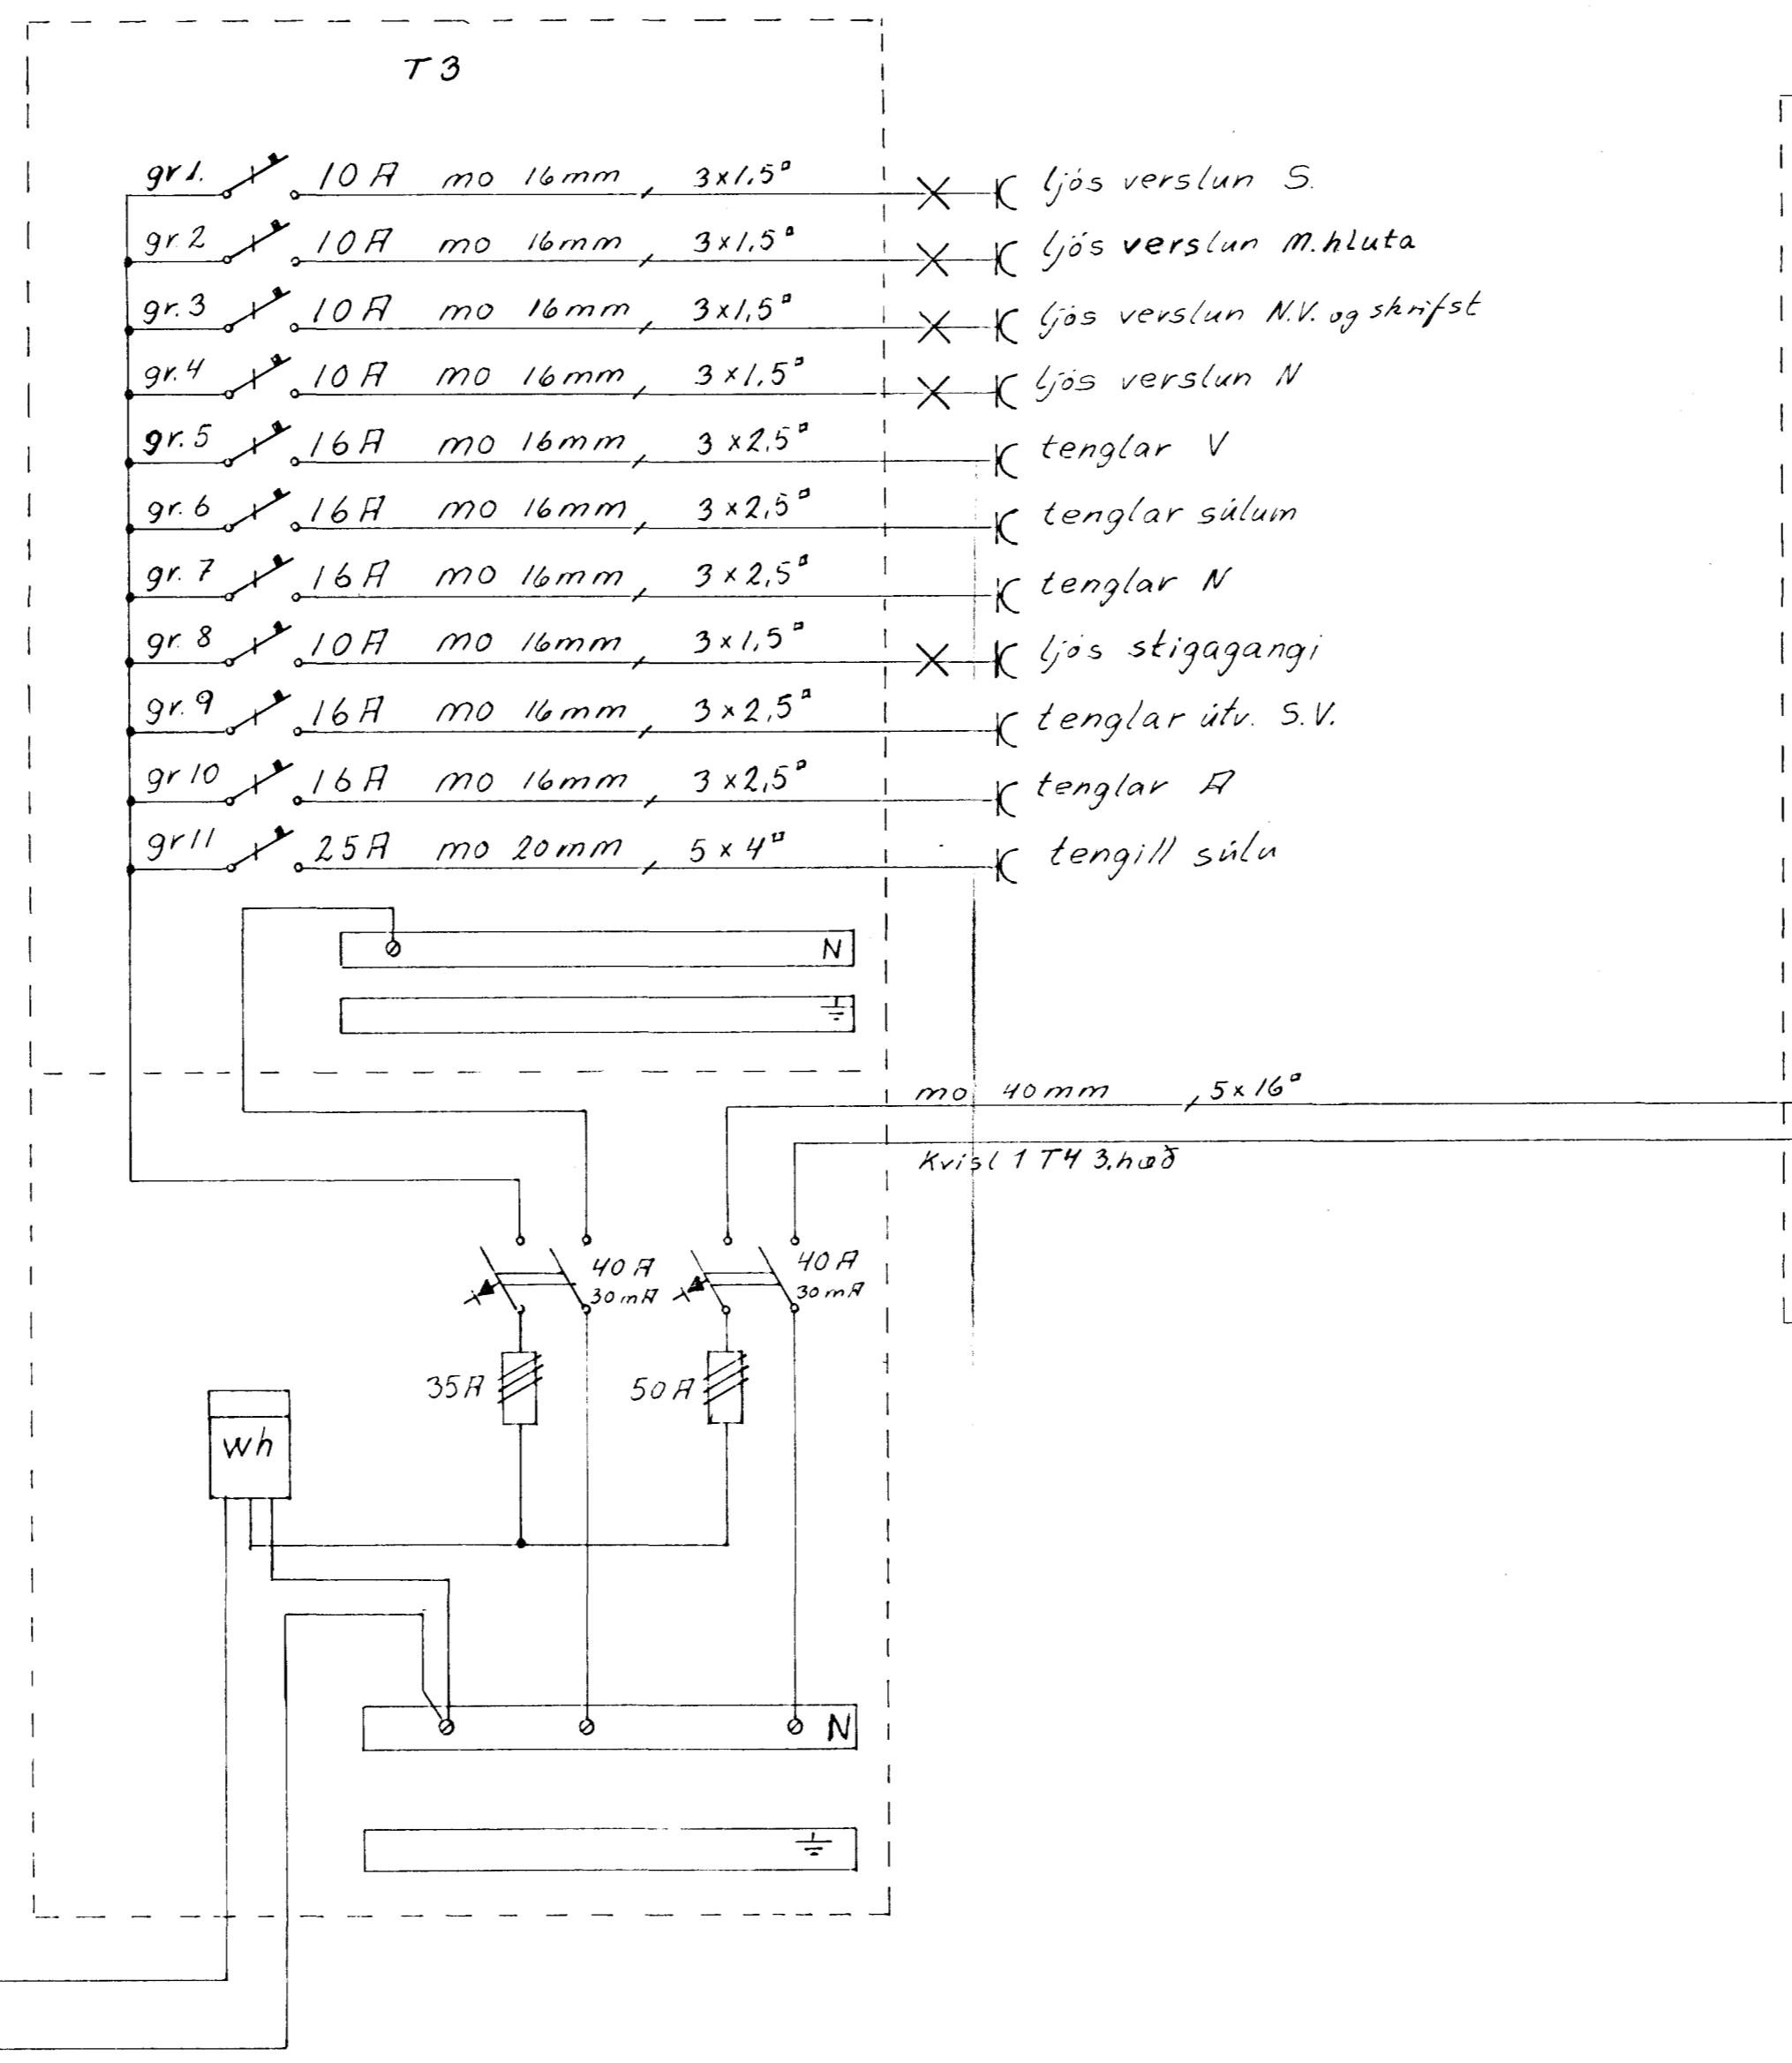 T3
gr1. 10A mo 16mm, 3x1,5▫ ljós verslun S.
gr.2 10A mo 16mm, 3x1,5▫ ljós verslun M.hluta
gr.3 10A mo 16mm, 3x1,5▫ ljós verslun N.V. og skrifst
gr.4 10A mo 16mm, 3x1,5▫ ljós verslun N
gr.5 16A mo 16mm, 3x2,5▫ tenglar V
gr.6 16A mo 16mm, 3x2,5▫ tenglar súlum
gr.7 16A mo 16mm, 3x2,5▫ tenglar N
gr.8 10A mo 16mm, 3x1,5▫ ljós stigagangi
gr.9 16A mo 16mm, 3x2,5▫ tenglar útv. S.V.
gr10 16A mo 16mm, 3x2,5▫ tenglar A
gr11 25A mo 20mm, 5x4▫ tengill súlu
N
mo 40mm, 5x16▫
Kvísl 1 T4 3.hæð
40A 40A
30mA 30mA
35A 50A
Wh
N